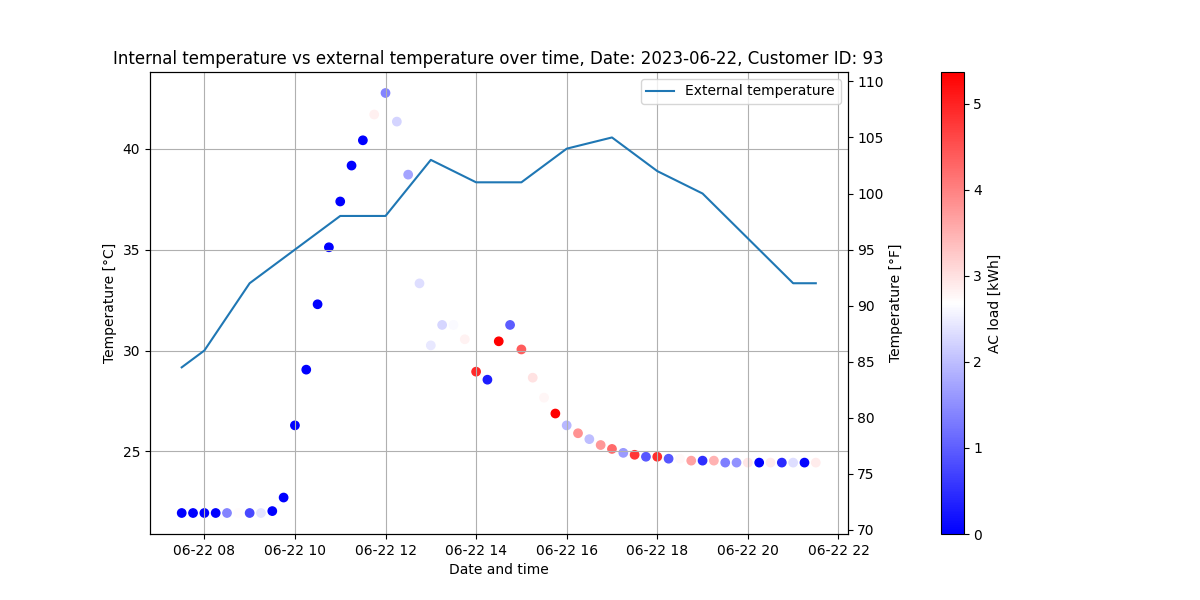 Internal temperature vs external temperature over time, Date: 2023-06-22, Customer ID: 93
External temperature
Temperature [°C]
40
35
30
25
110
105
100
95
90
85
80
75
70
Temperature [°F]
5
4
3
2
1
0
AC load [kWh]
06-22 08 06-22 10 06-22 12 06-22 14 06-22 16 06-22 18 06-22 20 06-22 22
Date and time